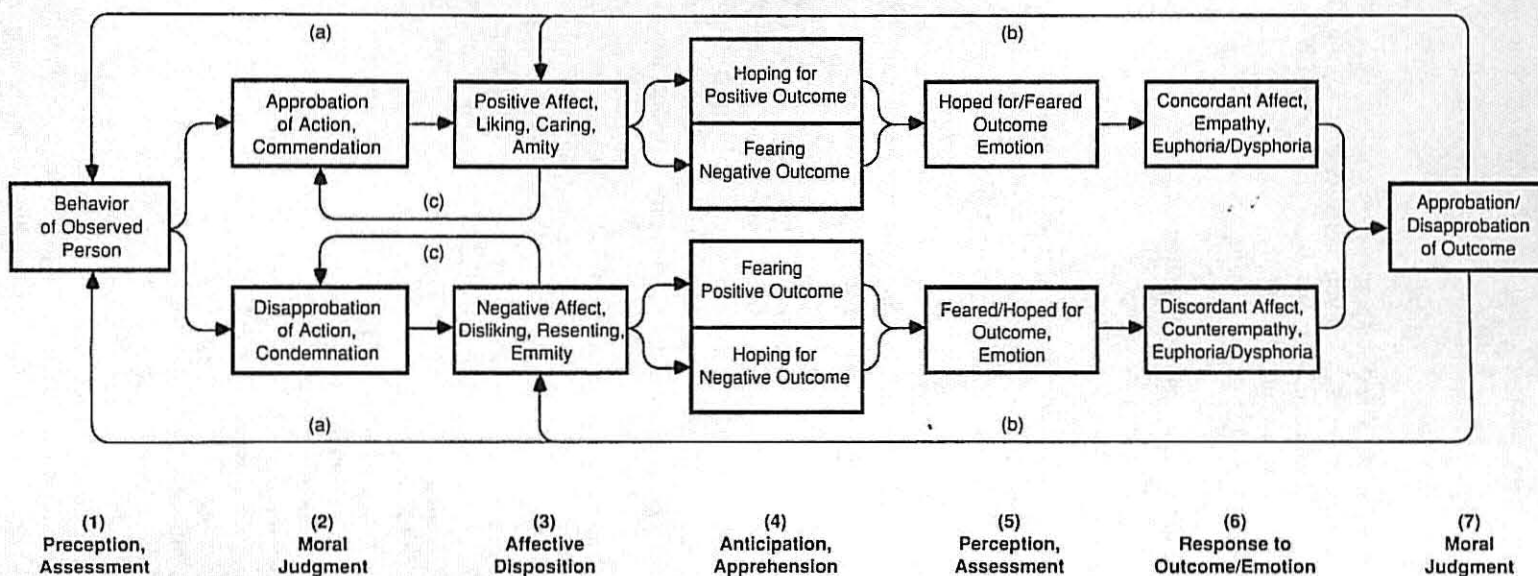 (a)
(b)
Behavior
of Observed
Person
Approbation
of Action,
Commendation
Positive Affect,
Liking, Caring,
Amity
(c)
Hoping for
Positive Outcome
Fearing
Negative Outcome
Hoped for/Feared
Outcome
Emotion
Concordant Affect,
Empathy,
Euphoria/Dysphoria
Approbation/
Disapprobation
of Outcome
Disapprobation
of Action,
Condemnation
(c)
Negative Affect,
Disliking, Resenting,
Emmity
Fearing
Positive Outcome
Hoping for
Negative Outcome
Feared/Hoped for
Outcome,
Emotion
Discordant Affect,
Counterempathy,
Euphoria/Dysphoria
(a)
(b)
(1)
Preception,
Assessment
(2)
Moral
Judgment
(3)
Affective
Disposition
(4)
Anticipation,
Apprehension
(5)
Perception,
Assessment
(6)
Response to
Outcome/Emotion
(7)
Moral
Judgment